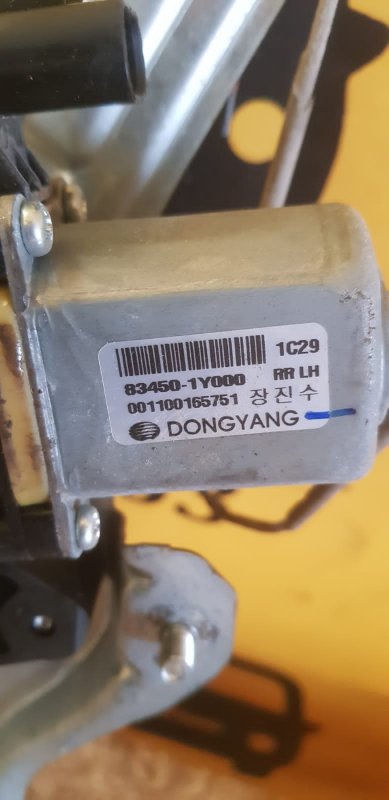 1C29
83450-1Y000 RR LH
001100165751 장진수
DONGYANG